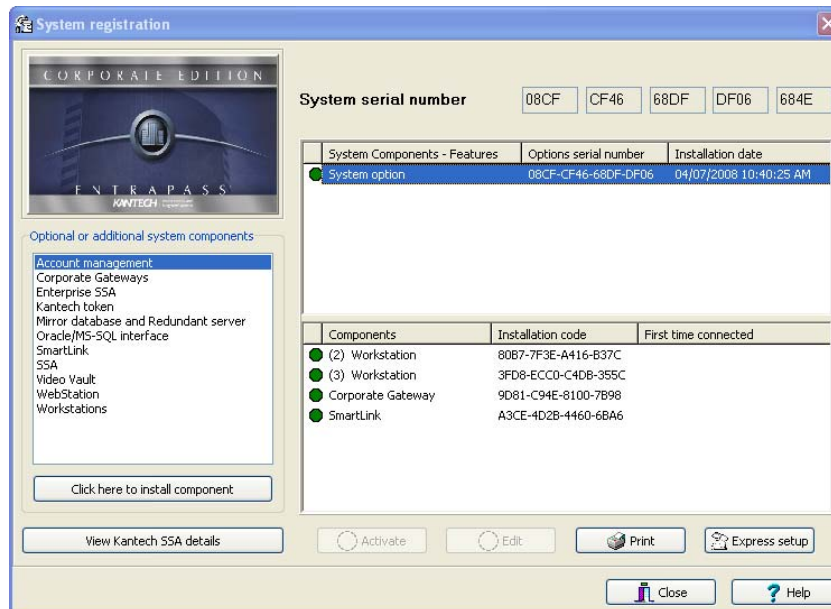 System registration
CORPORATE EDITION
ENTRAPASS
KANTECH
System serial number 08CF CF46 68DF DF06 684E
System Components - Features Options serial number Installation date
System option 08CF-CF46-68DF-DF06 04/07/2008 10:40:25 AM
Optional or additional system components
Account management
Corporate Gateways
Enterprise SSA
Kantech token
Mirror database and Redundant server
Oracle/MS-SQL interface
SmartLink
SSA
Video Vault
WebStation
Workstations
Components Installation code First time connected
(2) Workstation 80B7-7F3E-A416-B37C
(3) Workstation 3FD8-ECC0-C4DB-355C
Corporate Gateway 9D81-C94E-8100-7B98
SmartLink A3CE-4D2B-4460-6BA6
Click here to install component
View Kantech SSA details
Activate
Edit
Print
Express setup
Close
Help